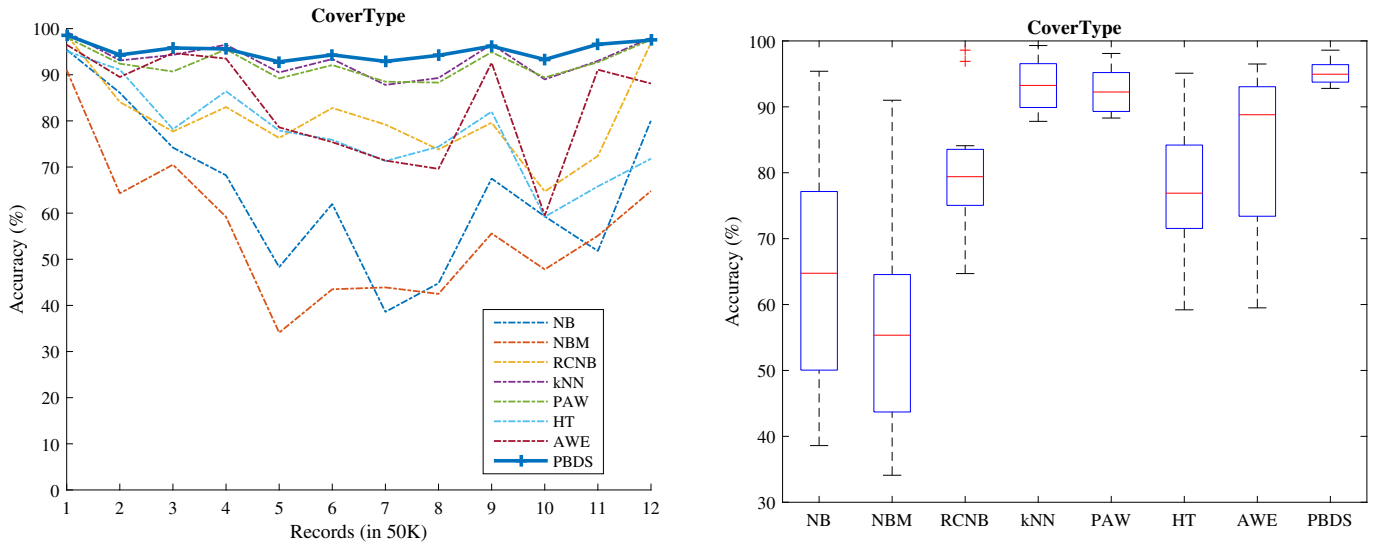 CoverType
Accuracy (%)
100
90
80
70
60
50
40
30
20
10
0
NB
NBM
RCNB
kNN
PAW
HT
AWE
PBDS
1 2 3 4 5 6 7 8 9 10 11 12
Records (in 50K)
CoverType
Accuracy (%)
100
90
80
70
60
50
40
30
NB NBM RCNB kNN PAW HT AWE PBDS